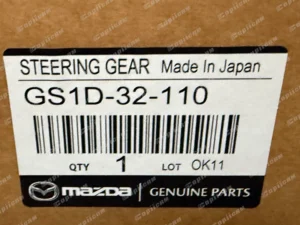 STEERING GEAR Made In Japan
GS1D-32-110
QTY 1 LOT OK11
mazda GENUINE PARTS